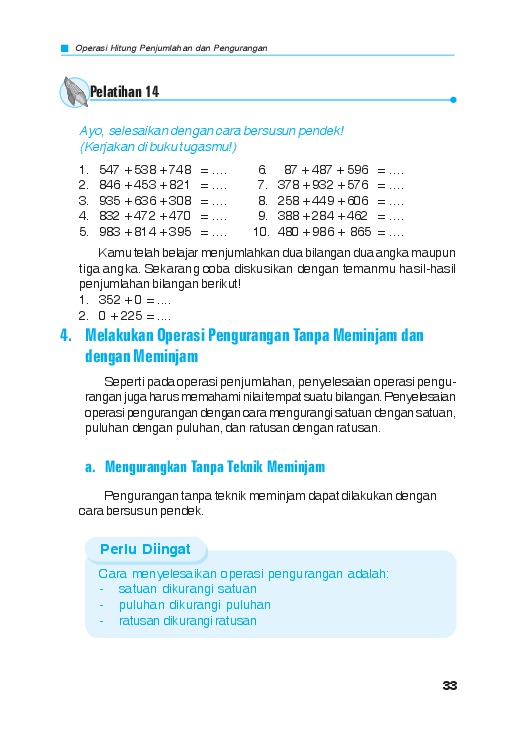 Operasi Hitung Penjumlahan dan Pengurangan
Pelatihan 14
Ayo, selesaikan dengan cara bersusun pendek!
(Kerjakan di buku tugasmu!)
1. 547 + 538 + 748 = .... 6. 87 + 487 + 596 = ....
2. 846 + 453 + 821 = .... 7. 378 + 932 + 576 = ....
3. 935 + 636 + 308 = .... 8. 258 + 449 + 606 = ....
4. 832 + 472 + 470 = .... 9. 388 + 284 + 462 = ....
5. 983 + 814 + 395 = .... 10. 480 + 986 + 865 = ....
Kamu telah belajar menjumlahkan dua bilangan dua angka maupun
tiga angka. Sekarang coba diskusikan dengan temanmu hasil-hasil
penjumlahan bilangan berikut!
1. 352 + 0 = ....
2. 0 + 225 = ....
4. Melakukan Operasi Pengurangan Tanpa Meminjam dan
dengan Meminjam
Seperti pada operasi penjumlahan, penyelesaian operasi pengu-
rangan juga harus memahami nilai tempat suatu bilangan. Penyelesaian
operasi pengurangan dengan cara mengurangi satuan dengan satuan,
puluhan dengan puluhan, dan ratusan dengan ratusan.
a. Mengurangkan Tanpa Teknik Meminjam
Pengurangan tanpa teknik meminjam dapat dilakukan dengan
cara bersusun pendek.
Perlu Diingat
Cara menyelesaikan operasi pengurangan adalah:
- satuan dikurangi satuan
- puluhan dikurangi puluhan
- ratusan dikurangi ratusan
33